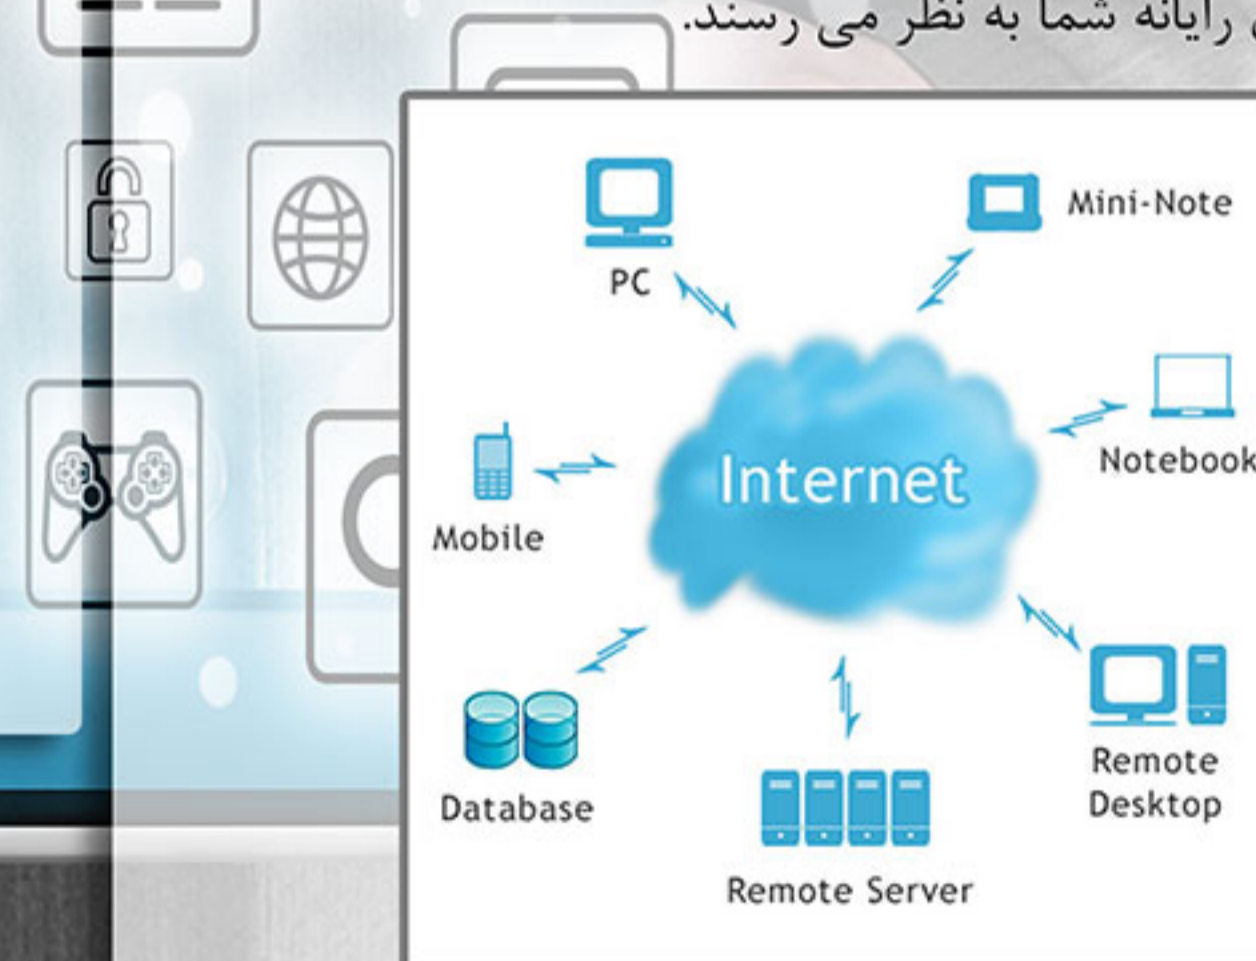 رایانه شما به نظر می رسند.
PC
Mini-Note
Internet
Notebook
Mobile
Database
Remote
Desktop
Remote Server